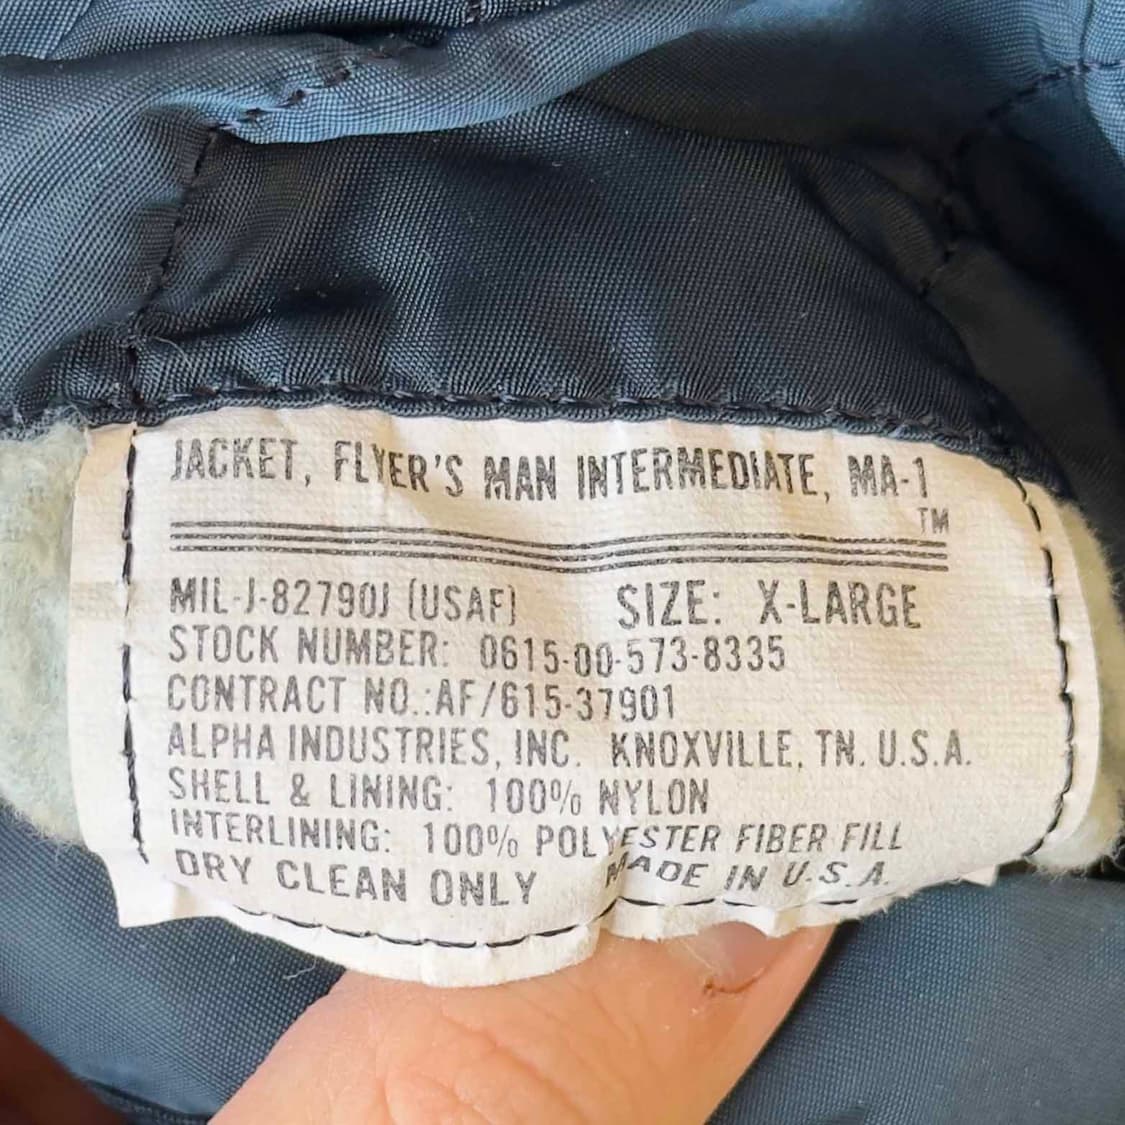 JACKET, FLYER'S MAN INTERMEDIATE, MA-1
TM
MIL-J-82790J (USAF) SIZE: X-LARGE
STOCK NUMBER: 0615-00-573-8335
CONTRACT NO.:AF/615-37901
ALPHA INDUSTRIES, INC. KNOXVILLE, TN. U.S.A.
SHELL & LINING: 100% NYLON
INTERLINING: 100% POLYESTER FIBER FILL
DRY CLEAN ONLY MADE IN U.S.A.